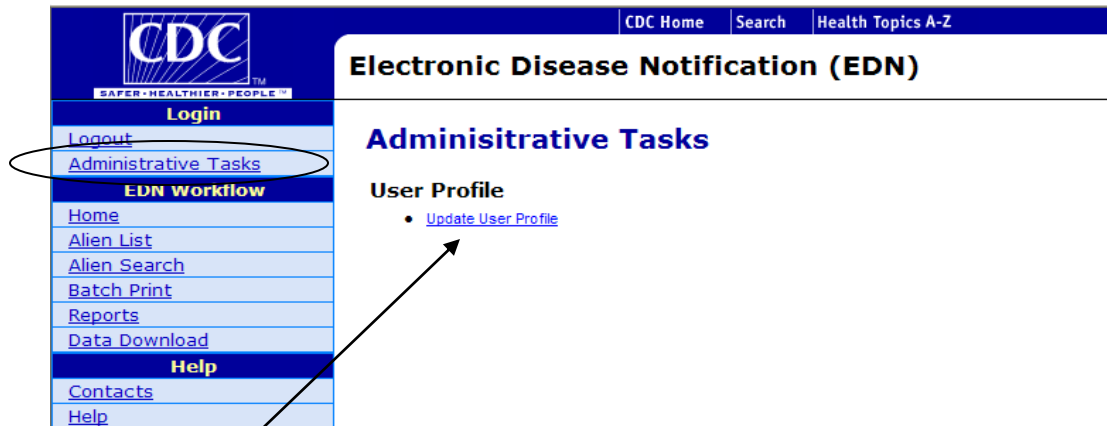 CDC Home Search Health Topics A-Z
CDC
TM
SAFER·HEALTHIER·PEOPLE™
Electronic Disease Notification (EDN)
Login
Logout
Administrative Tasks
EDN Workflow
Home
Alien List
Alien Search
Batch Print
Reports
Data Download
Help
Contacts
Help
Adminisitrative Tasks
User Profile
• Update User Profile